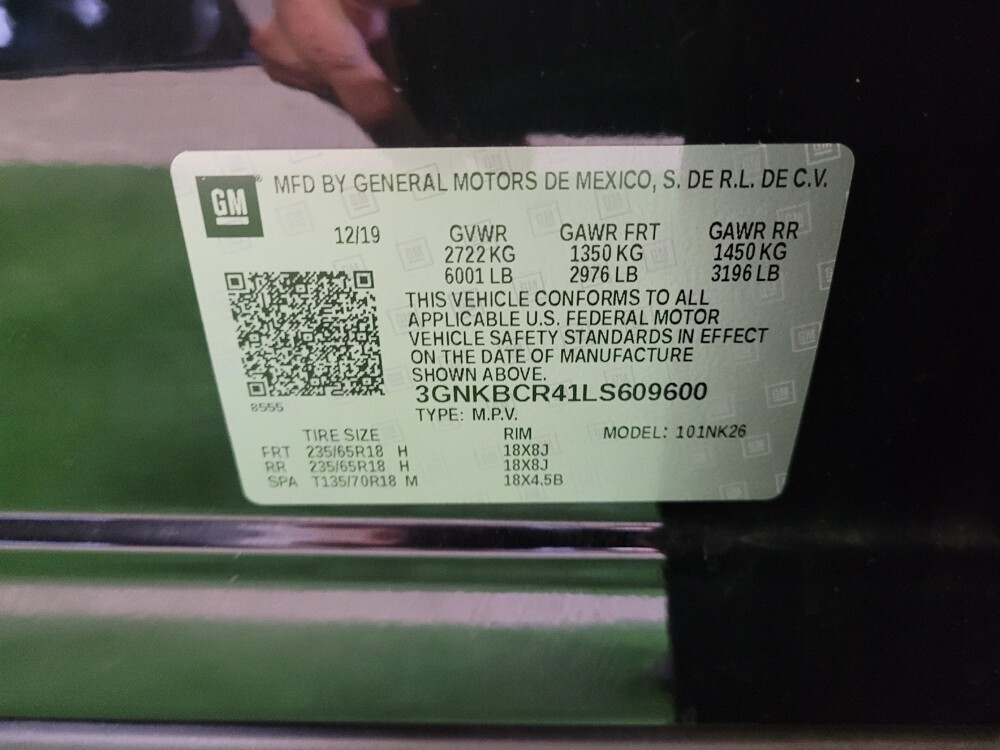 GM ® MFD BY GENERAL MOTORS DE MEXICO, S. DE R.L. DE C.V.
12/19 GVWR GAWR FRT GAWR RR
2722 KG 1350 KG 1450 KG
6001 LB 2976 LB 3196 LB
THIS VEHICLE CONFORMS TO ALL
APPLICABLE U.S. FEDERAL MOTOR
VEHICLE SAFETY STANDARDS IN EFFECT
ON THE DATE OF MANUFACTURE
SHOWN ABOVE.
3GNKBCR41LS609600
8555
TYPE: M.P.V.
TIRE SIZE RIM MODEL: 101NK26
FRT 235/65R18 H 18X8J
RR 235/65R18 H 18X8J
SPA T135/70R18 M 18X4.5B